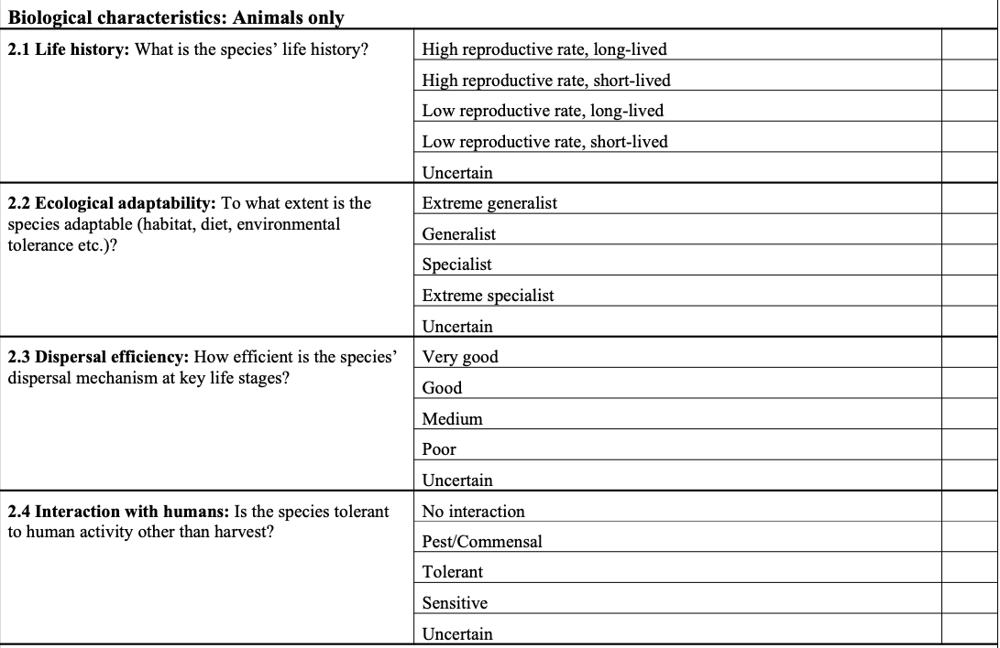 Biological characteristics: Animals only
2.1 Life history: What is the species’ life history?
High reproductive rate, long-lived
High reproductive rate, short-lived
Low reproductive rate, long-lived
Low reproductive rate, short-lived
Uncertain
2.2 Ecological adaptability: To what extent is the
species adaptable (habitat, diet, environmental
tolerance etc.)?
Extreme generalist
Generalist
Specialist
Extreme specialist
Uncertain
2.3 Dispersal efficiency: How efficient is the species’
dispersal mechanism at key life stages?
Very good
Good
Medium
Poor
Uncertain
2.4 Interaction with humans: Is the species tolerant
to human activity other than harvest?
No interaction
Pest/Commensal
Tolerant
Sensitive
Uncertain